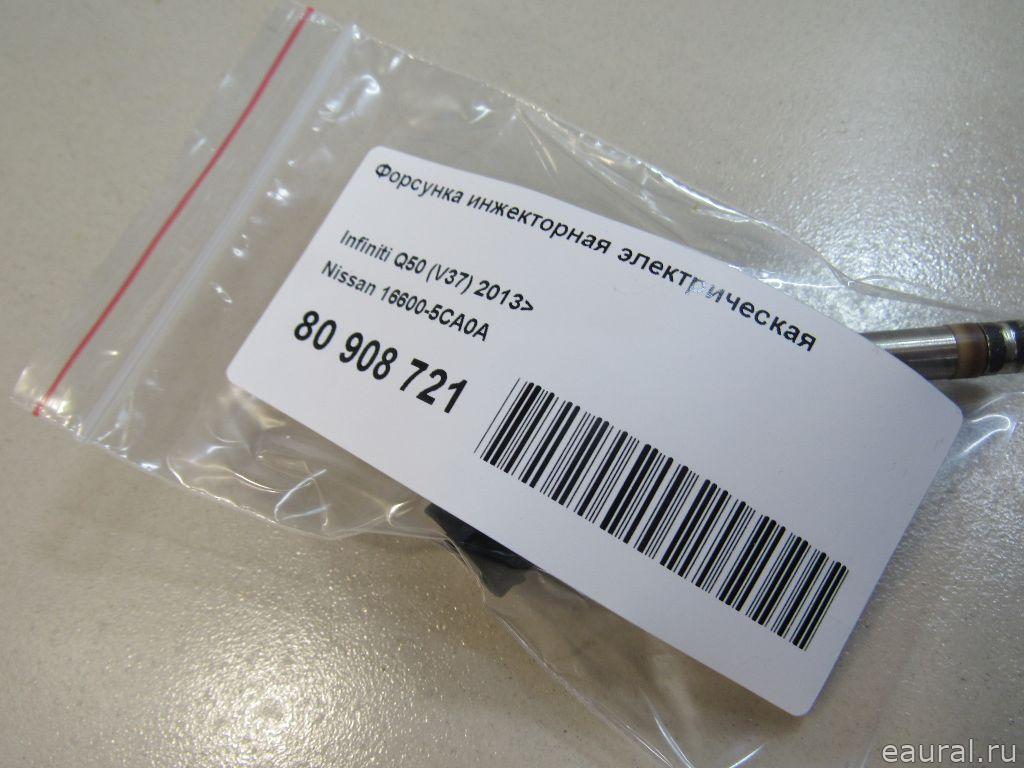 Форсунка инжекторная электрическая
Infiniti Q50 (V37) 2013>
Nissan 16600-5CA0A
80 908 721
eaural.ru